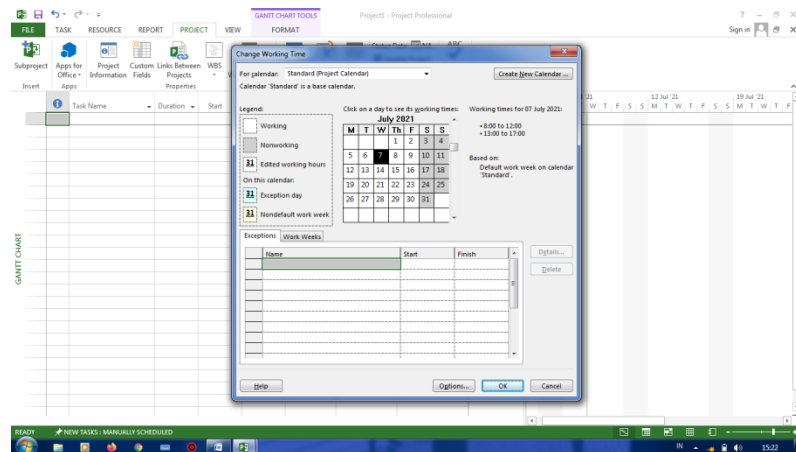 GANTT CHART TOOLS
Project1 - Project Professional
FILE TASK RESOURCE REPORT PROJECT VIEW FORMAT
Sign in
Subproject
Apps for Office
Project Information
Custom Fields
Links Between Projects
WBS
Insert Apps Properties
Task Name Duration Start
Change Working Time
For calendar: Standard (Project Calendar)
Create New Calendar ...
Calendar 'Standard' is a base calendar.
Legend:
Working
Nonworking
31 Edited working hours
On this calendar:
31 Exception day
31 Nondefault work week
Click on a day to see its working times:
July 2021
M T W Th F S S
1 2 3 4
5 6 7 8 9 10 11
12 13 14 15 16 17 18
19 20 21 22 23 24 25
26 27 28 29 30 31
Working times for 07 July 2021:
• 8:00 to 12:00
• 13:00 to 17:00
Based on:
Default work week on calendar
'Standard'.
Exceptions Work Weeks
Name Start Finish
Details...
Delete
Help
Options...
OK
Cancel
'21 12 Jul '21 19 Jul '21
W T F S S M T W T F S S M T W T F
GANTT CHART
READY NEW TASKS : MANUALLY SCHEDULED
IN 15:22